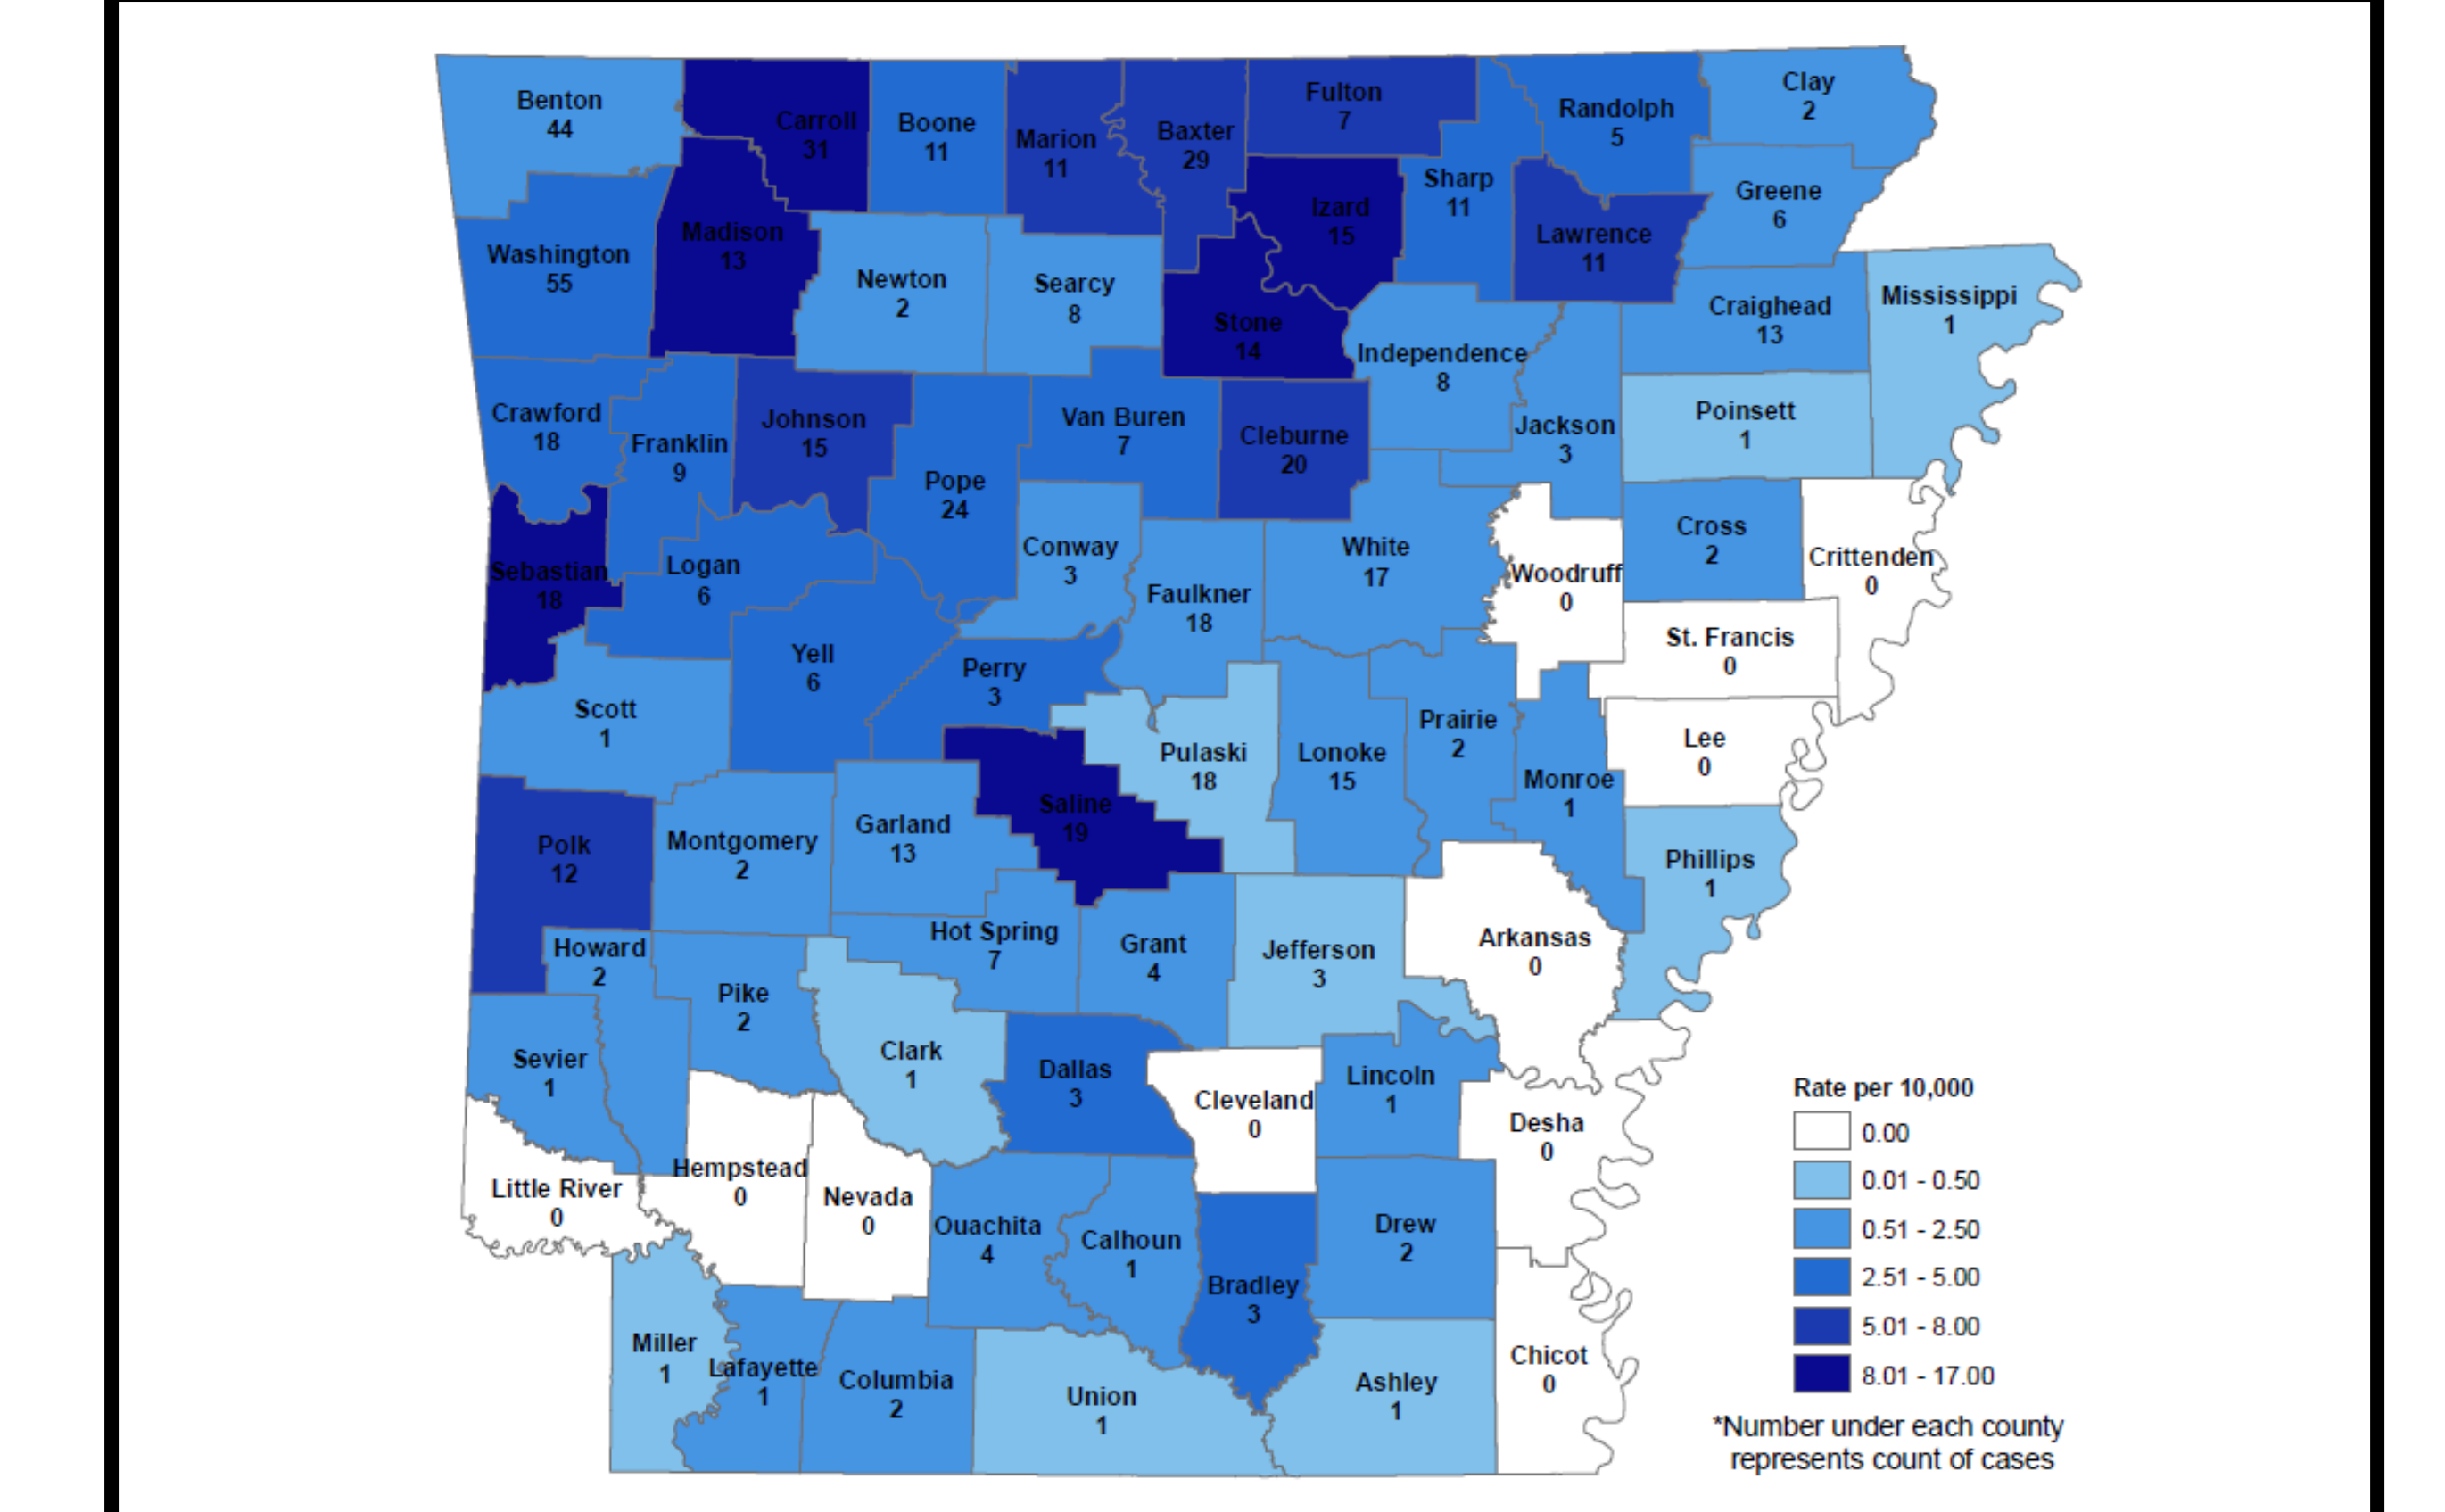 Benton
44
Carroll
31
Boone
11
Marion
11
Baxter
29
Fulton
7
Randolph
5
Clay
2
Sharp
11
Izard
15
Greene
6
Lawrence
11
Washington
55
Madison
13
Newton
2
Searcy
8
Stone
14
Independence
8
Craighead
13
Mississippi
1
Crawford
18
Franklin
9
Johnson
15
Pope
24
Van Buren
7
Cleburne
20
Jackson
3
Poinsett
1
Sebastian
18
Logan
6
Conway
3
Faulkner
18
White
17
Woodruff
0
Cross
2
Crittenden
0
St. Francis
0
Scott
1
Yell
6
Perry
3
Pulaski
18
Lonoke
15
Prairie
2
Monroe
1
Lee
0
Polk
12
Montgomery
2
Garland
13
Saline
19
Phillips
1
Howard
2
Pike
2
Hot Spring
7
Grant
4
Jefferson
3
Arkansas
0
Sevier
1
Clark
1
Dallas
3
Cleveland
0
Lincoln
1
Desha
0
Little River
0
Hempstead
0
Nevada
0
Ouachita
4
Calhoun
1
Bradley
3
Drew
2
Miller
1
Lafayette
1
Columbia
2
Union
1
Ashley
1
Chicot
0
Rate per 10,000
0.00
0.01 - 0.50
0.51 - 2.50
2.51 - 5.00
5.01 - 8.00
8.01 - 17.00
*Number under each county
represents count of cases